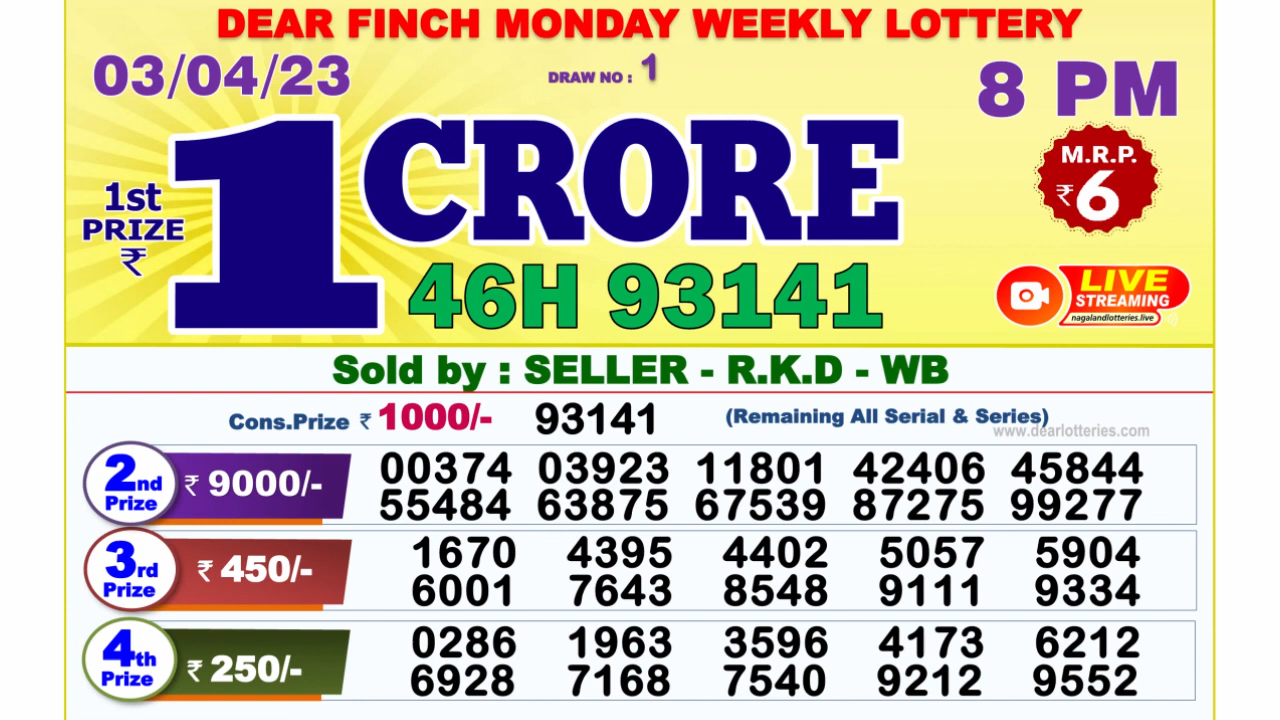 DEAR FINCH MONDAY WEEKLY LOTTERY
03/04/23
DRAW NO : 1
8 PM
1st
PRIZE
₹
1 CRORE
M.R.P.
₹ 6
46H 93141
LIVE
STREAMING
nagalandlotteries.live
Sold by : SELLER - R.K.D - WB
Cons.Prize ₹ 1000/- 93141 (Remaining All Serial & Series)
www.dearlotteries.com
2nd Prize ₹ 9000/-
00374 03923 11801 42406 45844
55484 63875 67539 87275 99277
3rd Prize ₹ 450/-
1670 4395 4402 5057 5904
6001 7643 8548 9111 9334
4th Prize ₹ 250/-
0286 1963 3596 4173 6212
6928 7168 7540 9212 9552